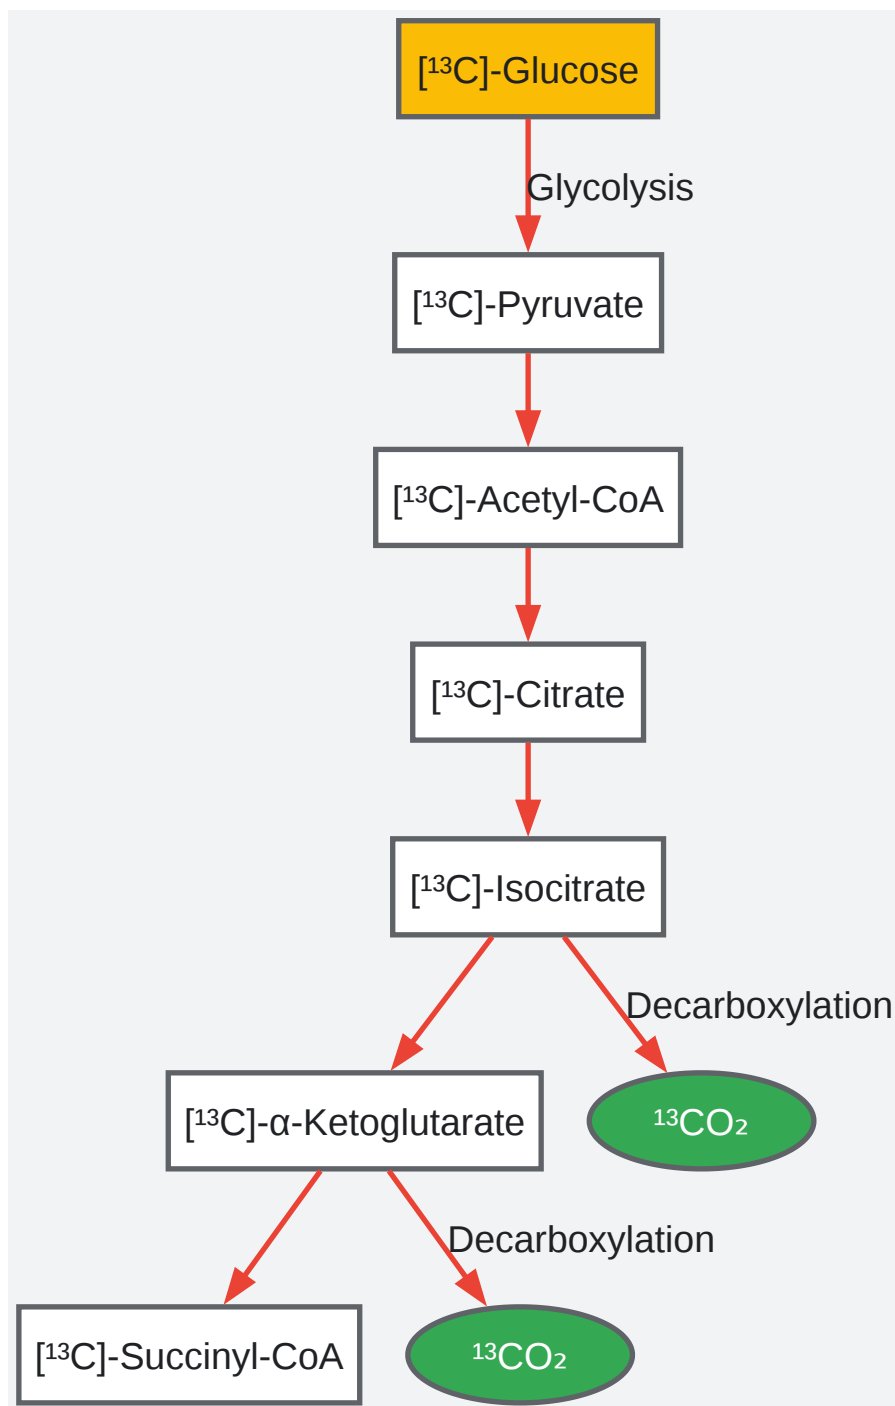 [¹³C]-Glucose
Glycolysis
[¹³C]-Pyruvate
[¹³C]-Acetyl-CoA
[¹³C]-Citrate
[¹³C]-Isocitrate
Decarboxylation
[¹³C]-α-Ketoglutarate
¹³CO₂
Decarboxylation
[¹³C]-Succinyl-CoA
¹³CO₂